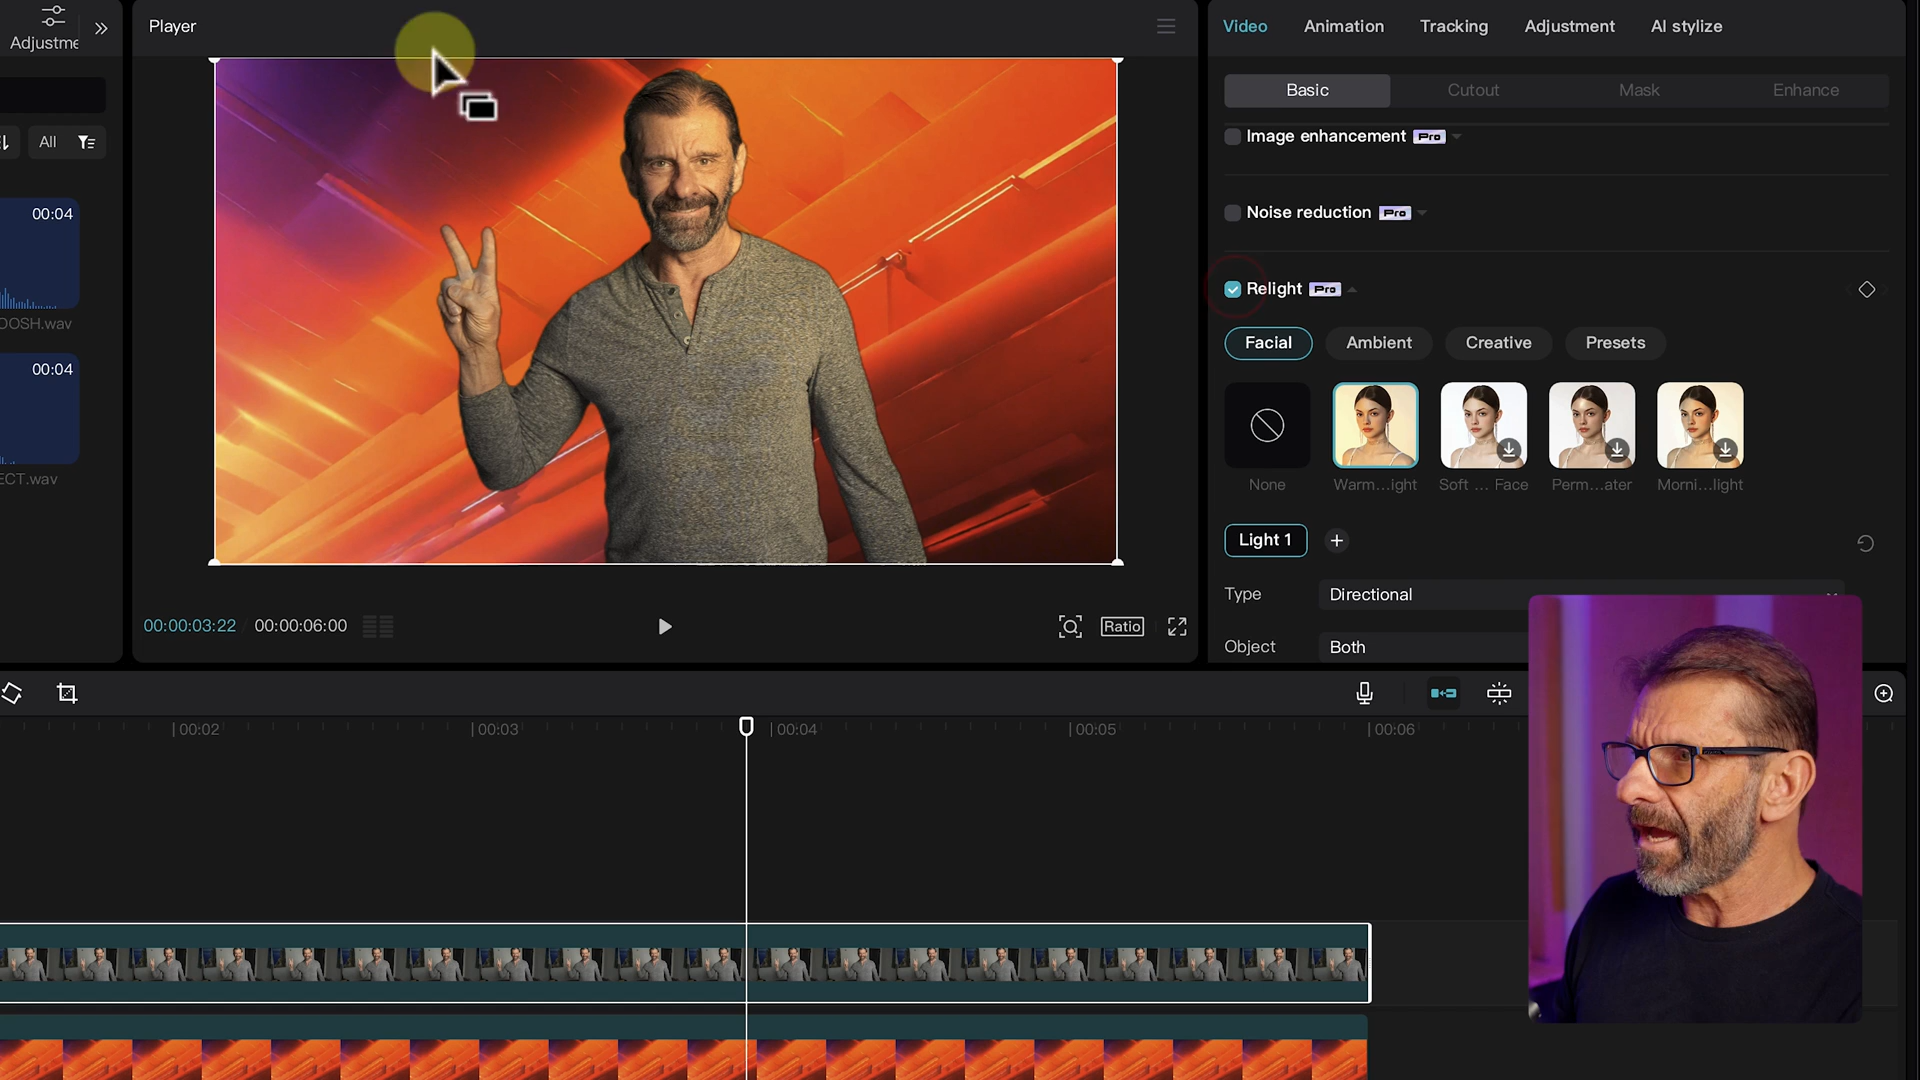 Adjustme
Player
Video Animation Tracking Adjustment AI stylize
Basic Cutout Mask Enhance
All
Image enhancement Pro
Noise reduction Pro
00:04
OOSH.wav
00:04
ECT.wav
Relight Pro
Facial Ambient Creative Presets
None Warm...ight Soft ... Face Perm...ater Morni...light
Light 1
Type Directional
Object Both
00:00:03:22 00:00:06:00
Ratio
00:02 00:03 00:04 00:05 00:06